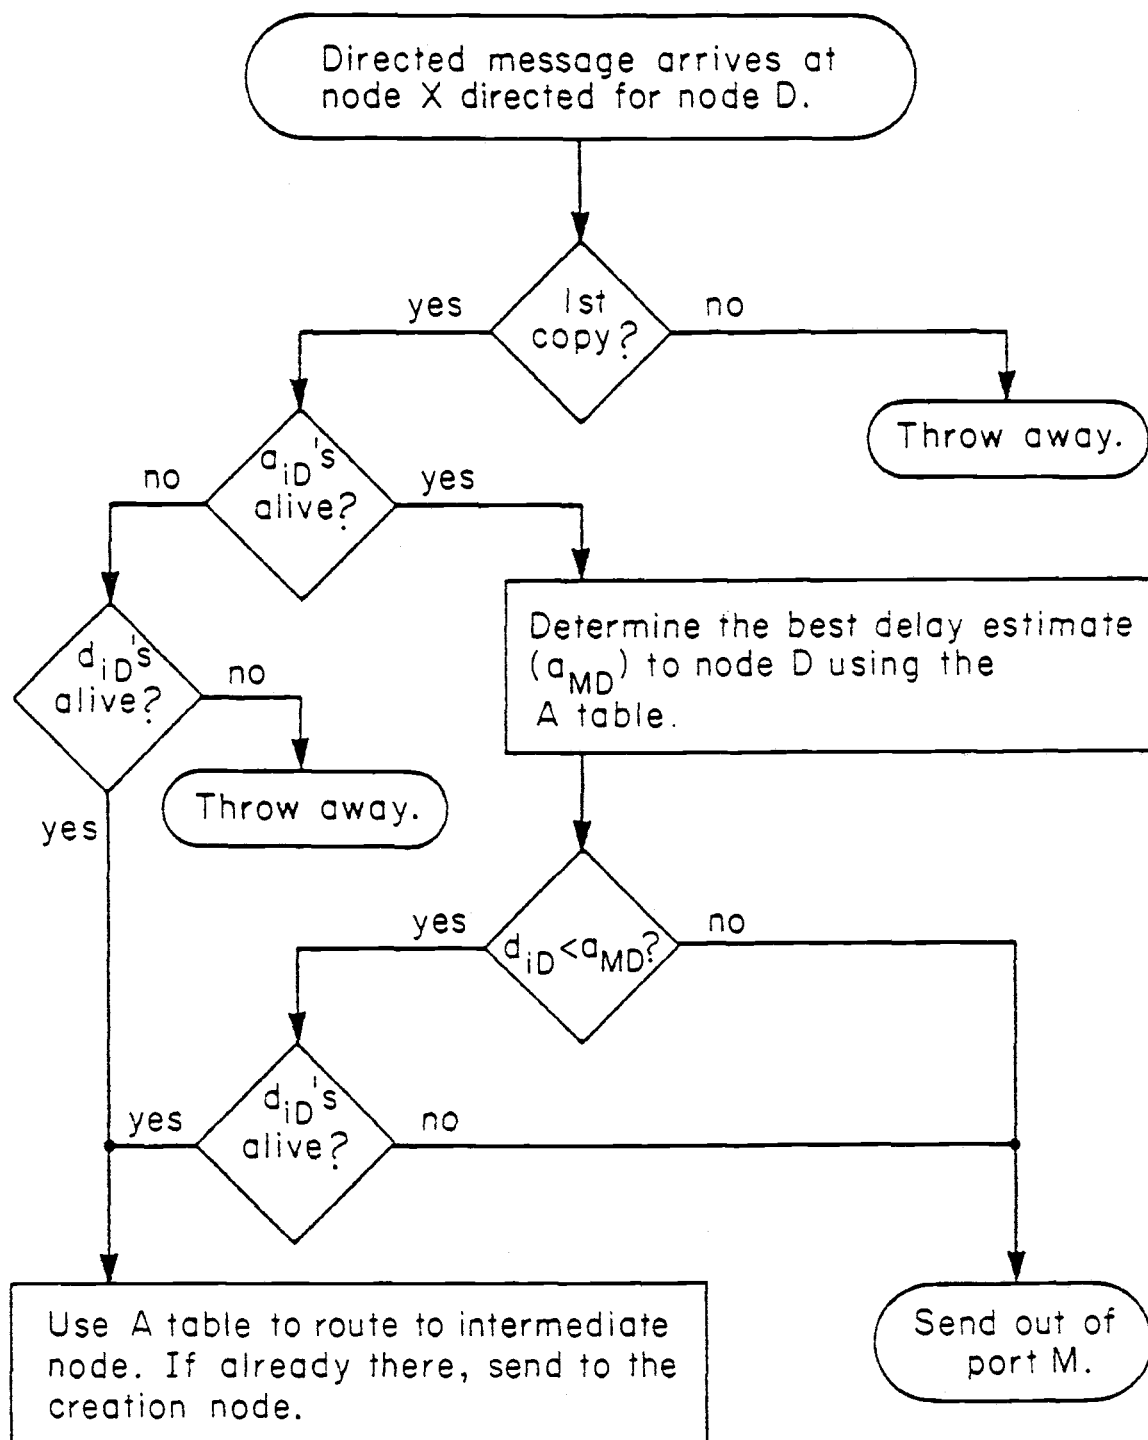 Directed message arrives at
node X directed for node D.
1st
copy?
yes
no
Throw away.
a_iD's
alive?
no
yes
d_iD's
alive?
no
yes
Throw away.
Determine the best delay estimate
(a_MD) to node D using the
A table.
d_iD<a_MD?
yes
no
d_iD's
alive?
yes
no
Use A table to route to intermediate
node. If already there, send to the
creation node.
Send out of
port M.